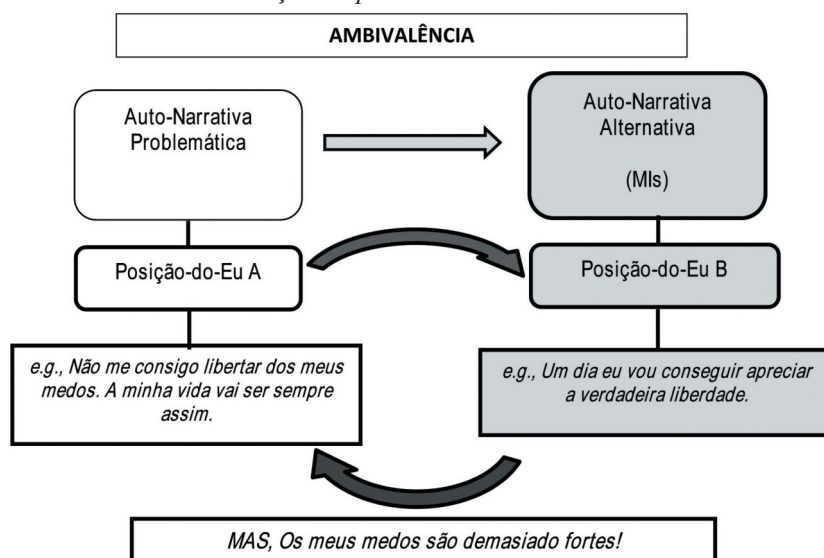 AMBIVALÊNCIA
Auto-Narrativa
Problemática
Auto-Narrativa
Alternativa
(MIs)
Posição-do-Eu A
Posição-do-Eu B
e.g., Não me consigo libertar dos meus
medos. A minha vida vai ser sempre
assim.
e.g., Um dia eu vou conseguir apreciar
a verdadeira liberdade.
MAS, Os meus medos são demasiado fortes!